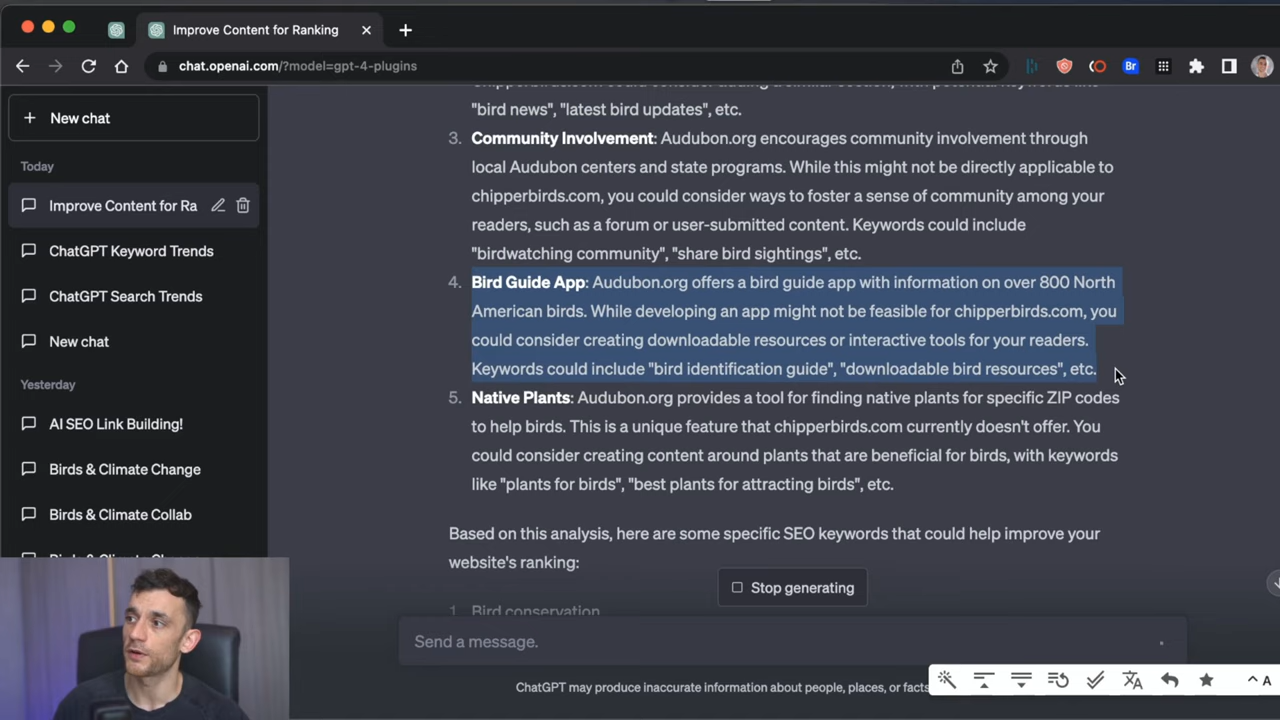 Improve Content for Ranking
chat.openai.com/?model=gpt-4-plugins
Br
New chat
Today
Improve Content for Ra
ChatGPT Keyword Trends
ChatGPT Search Trends
New chat
Yesterday
AI SEO Link Building!
Birds & Climate Change
Birds & Climate Collab
"bird news", "latest bird updates", etc.
3. Community Involvement: Audubon.org encourages community involvement through
local Audubon centers and state programs. While this might not be directly applicable to
chipperbirds.com, you could consider ways to foster a sense of community among your
readers, such as a forum or user-submitted content. Keywords could include
"birdwatching community", "share bird sightings", etc.
4. Bird Guide App: Audubon.org offers a bird guide app with information on over 800 North
American birds. While developing an app might not be feasible for chipperbirds.com, you
could consider creating downloadable resources or interactive tools for your readers.
Keywords could include "bird identification guide", "downloadable bird resources", etc.
5. Native Plants: Audubon.org provides a tool for finding native plants for specific ZIP codes
to help birds. This is a unique feature that chipperbirds.com currently doesn't offer. You
could consider creating content around plants that are beneficial for birds, with keywords
like "plants for birds", "best plants for attracting birds", etc.
Based on this analysis, here are some specific SEO keywords that could help improve your
website's ranking:
Stop generating
1. Bird conservation
Send a message.
ChatGPT may produce inaccurate information about people, places, or facts
A